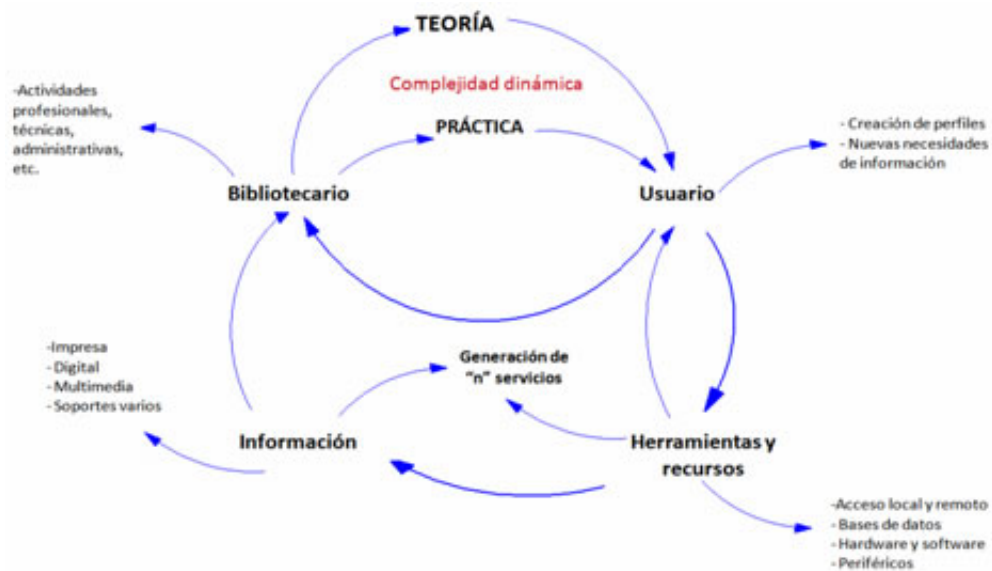 TEORÍA
Complejidad dinámica
PRÁCTICA
-Actividades
profesionales,
técnicas,
administrativas,
etc.
- Creación de perfiles
- Nuevas necesidades
de información
Bibliotecario
Usuario
-Impresa
- Digital
- Multimedia
- Soportes varios
Generación de
"n" servicios
Información
Herramientas y
recursos
-Acceso local y remoto
- Bases de datos
- Hardware y software
- Periféricos